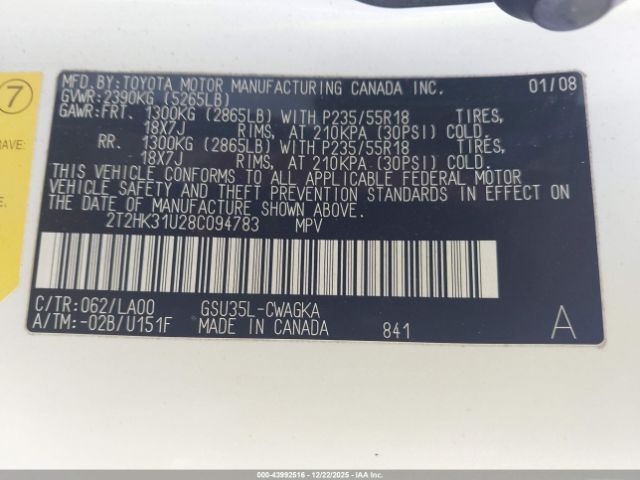 MFD.BY:TOYOTA MOTOR MANUFACTURING CANADA INC. 01/08
GVWR:2390KG (5265LB)
GAWR:FRT. 1300KG (2865LB) WITH P235/55R18 TIRES,
18X7J RIMS, AT 210KPA (30PSI) COLD.
RR. 1300KG (2865LB) WITH P235/55R18 TIRES,
18X7J RIMS, AT 210KPA (30PSI) COLD.
THIS VEHICLE CONFORMS TO ALL APPLICABLE FEDERAL MOTOR
VEHICLE SAFETY AND THEFT PREVENTION STANDARDS IN EFFECT ON
THE DATE OF MANUFACTURE SHOWN ABOVE.
2T2HK31U28C094783 MPV
C/TR:062/LA00 GSU35L-CWAGKA
A/TM:-02B/U151F MADE IN CANADA 841 A
7
000-43992516 - 12/22/2025 - IAAI.COM